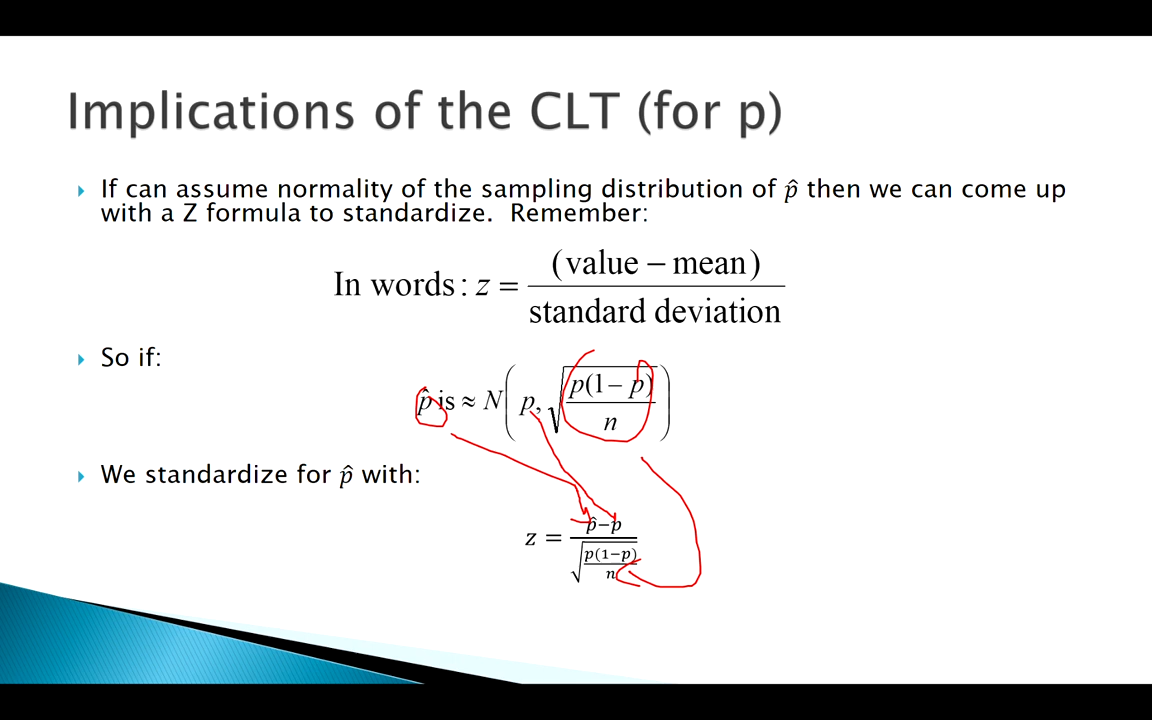 Implications of the CLT (for p)
If can assume normality of the sampling distribution of p̂ then we can come up
with a Z formula to standardize.  Remember:
In words: z = (value − mean) / standard deviation
So if:
p̂ is ≈ N(p, √(p(1 − p) / n))
We standardize for p̂ with:
z = (p̂−p) / √(p(1−p) / n)